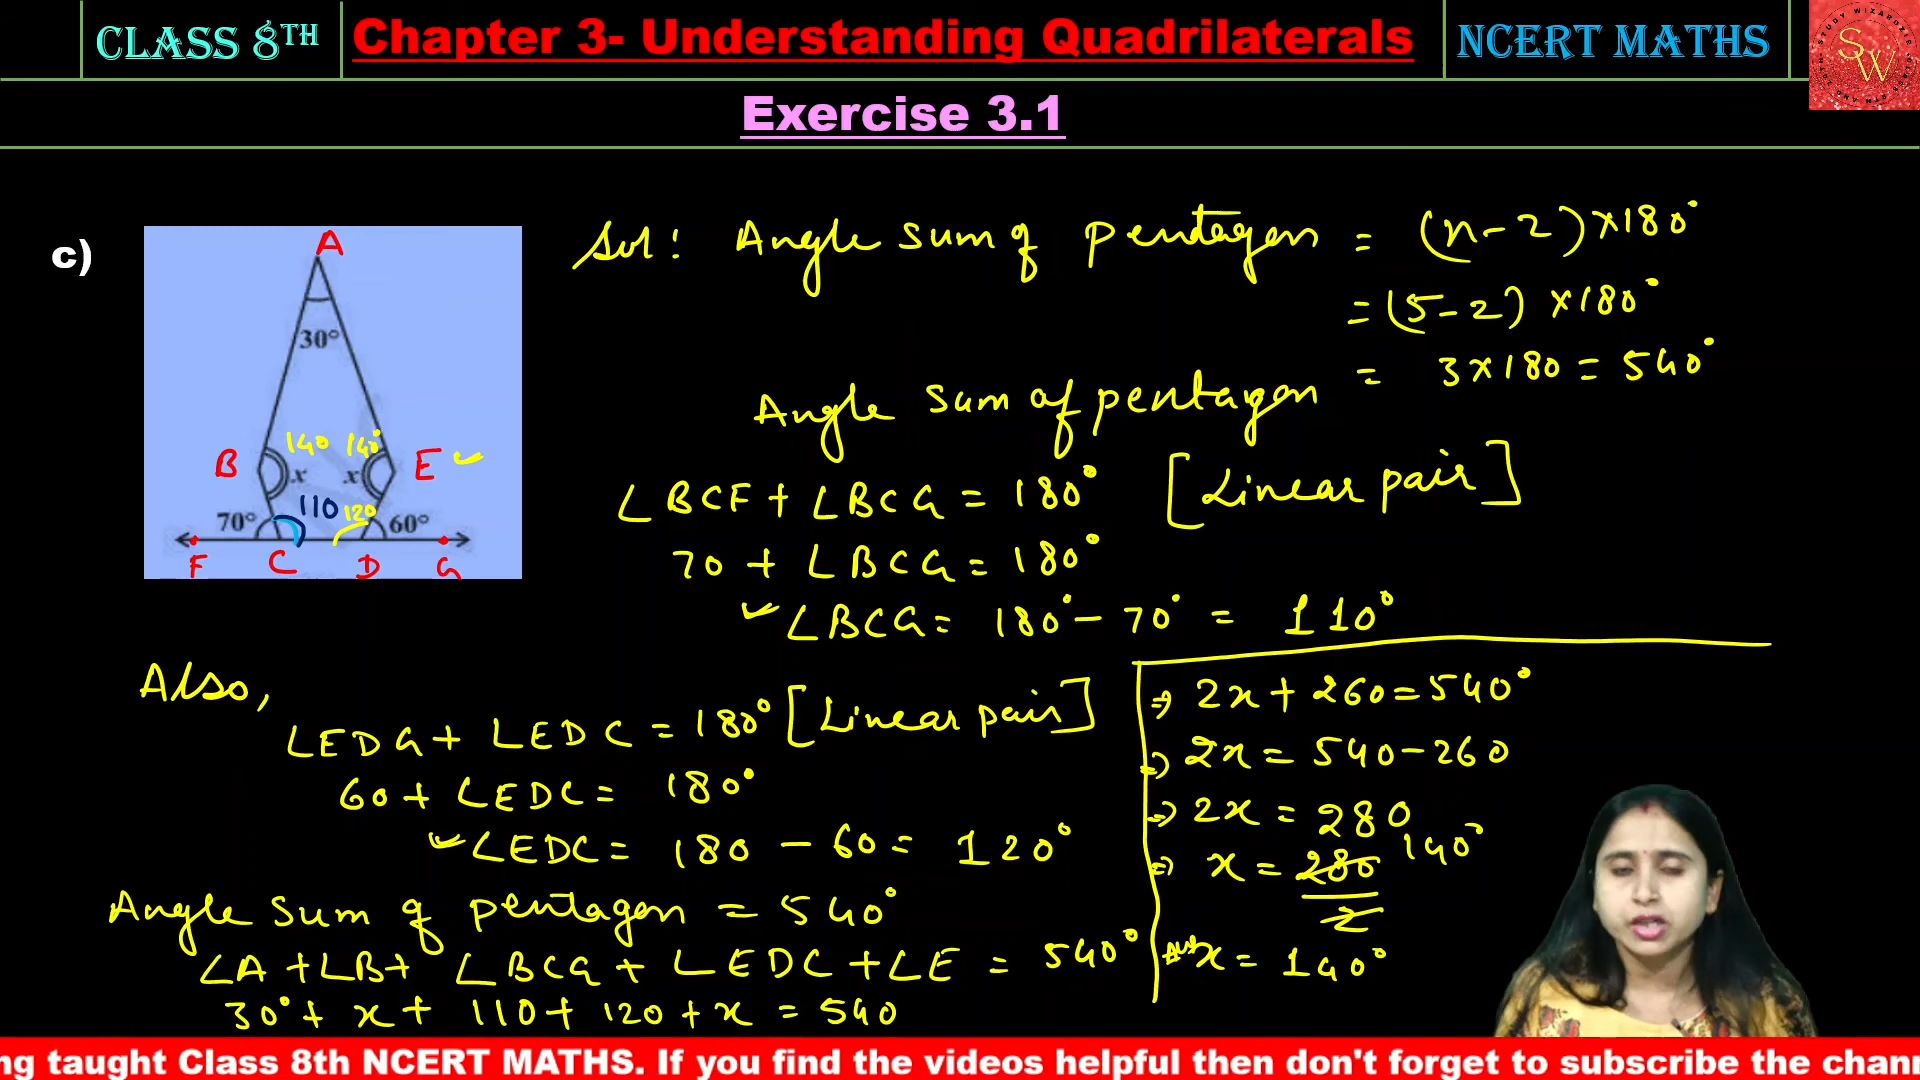 CLASS 8TH
Chapter 3- Understanding Quadrilaterals
NCERT MATHS
SW
Exercise 3.1
c)
A
30°
B 140 140° E
x x
70° 110 120 60°
F C D G
Sol: Angle sum of pentagon = (n-2)×180°
= (5-2) ×180°
= 3×180 = 540°
Angle sum of pentagon
∠BCF + ∠BCG = 180° [Linear pair]
70 + ∠BCG = 180°
∠BCG = 180° - 70° = 110°
Also,
∠EDG + ∠EDC = 180° [Linear pair]
60 + ∠EDC = 180°
∠EDC = 180 - 60 = 120°
Angle sum of pentagon = 540°
∠A + ∠B + ∠BCG + ∠EDC + ∠E = 540°
30° + x + 110 + 120 + x = 540
⇒ 2x + 260 = 540°
⇒ 2x = 540 - 260
⇒ 2x = 280
⇒ x = 280/2 140°
Ans x = 140°
ng taught Class 8th NCERT MATHS. If you find the videos helpful then don't forget to subscribe the chann